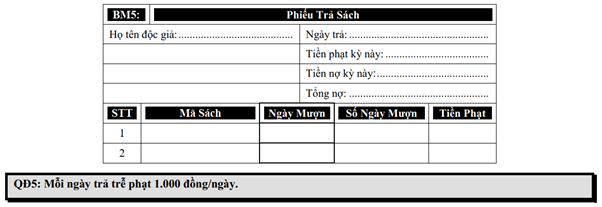 BM5: Phiếu Trả Sách
Họ tên độc giả: ....................................... Ngày trả: ................................................
Tiền phạt kỳ này: ....................................
Tiền nợ kỳ này: .......................................
Tổng nợ: .................................................
STT Mã Sách Ngày Mượn Số Ngày Mượn Tiền Phạt
1
2
QĐ5: Mỗi ngày trả trễ phạt 1.000 đồng/ngày.